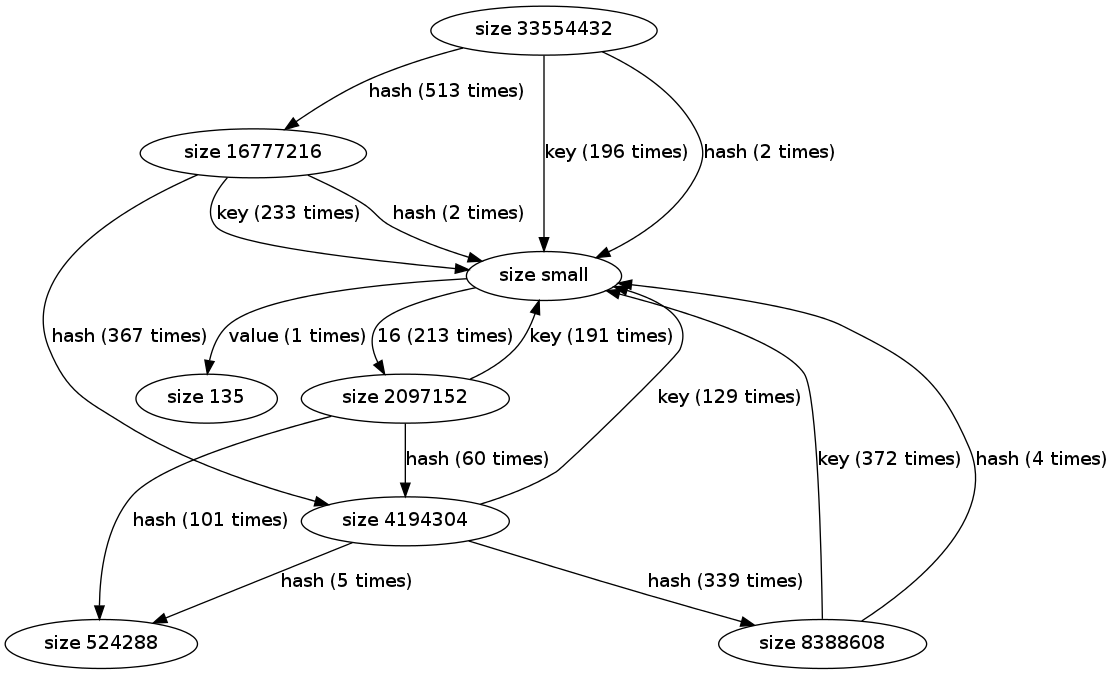 size 33554432
hash (513 times)
size 16777216
key (196 times)
hash (2 times)
key (233 times)
hash (2 times)
size small
hash (367 times)
value (1 times)
16 (213 times)
key (191 times)
size 135
size 2097152
key (129 times)
hash (60 times)
key (372 times)
hash (4 times)
hash (101 times)
size 4194304
hash (5 times)
hash (339 times)
size 524288
size 8388608